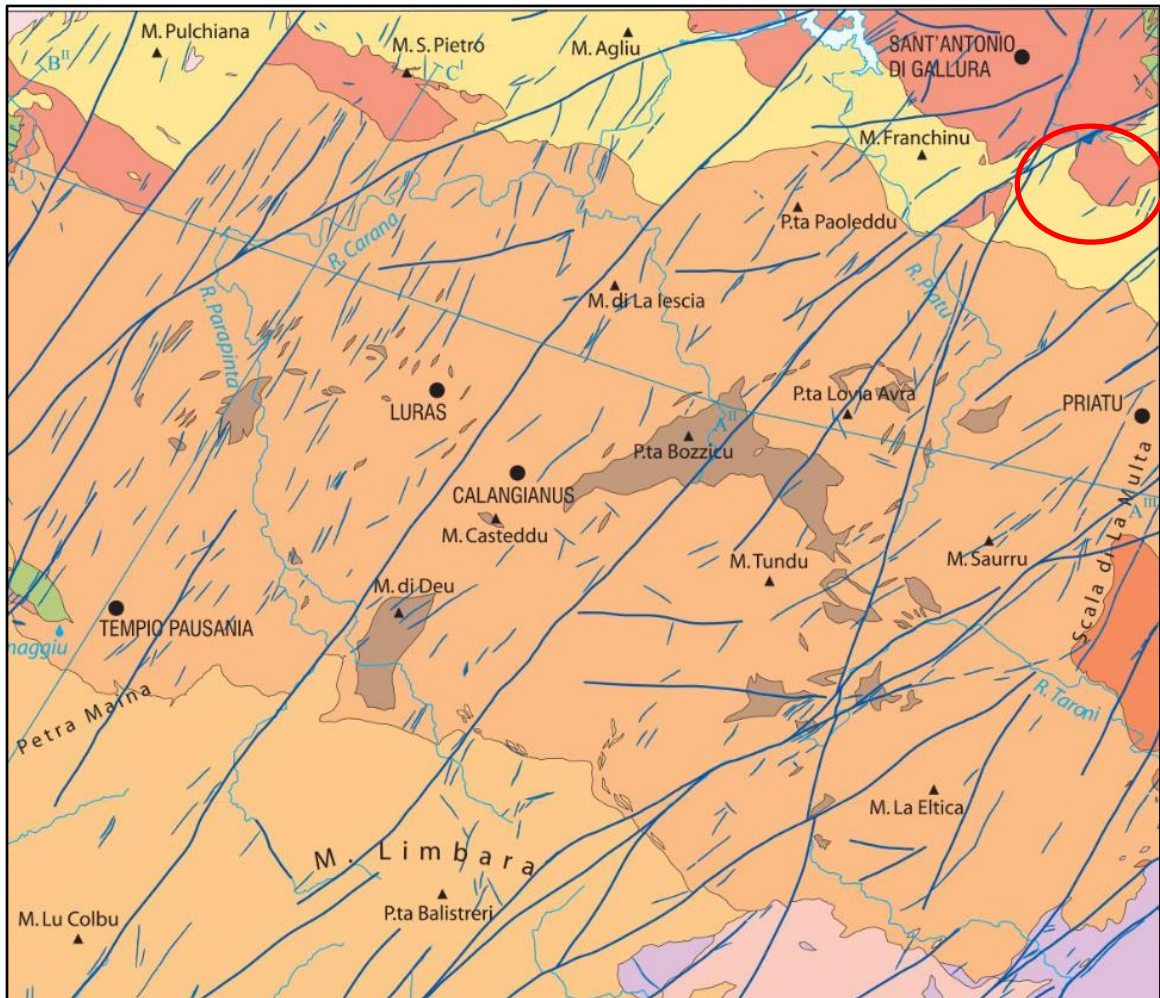 M. Pulchiana
M. S. Pietro
M. Agliu
SANT'ANTONIO
DI GALLURA
B^II
C^I
M. Franchinu
A^I
P.ta Paoleddu
R. Carana
R. Piatu
M. di La Iescia
R. Parapinta
LURAS
P.ta Lovia Avra
PRIATU
A^II
P.ta Bozzicu
CALANGIANUS
M. Casteddu
A^III
M. Saurru
Scala di La Multa
M. Tundu
M. di Deu
TEMPIO PAUSANIA
naggiu
Petra Maina
R. Taroni
M. La Eltica
M. Limbara
P.ta Balistreri
M. Lu Colbu